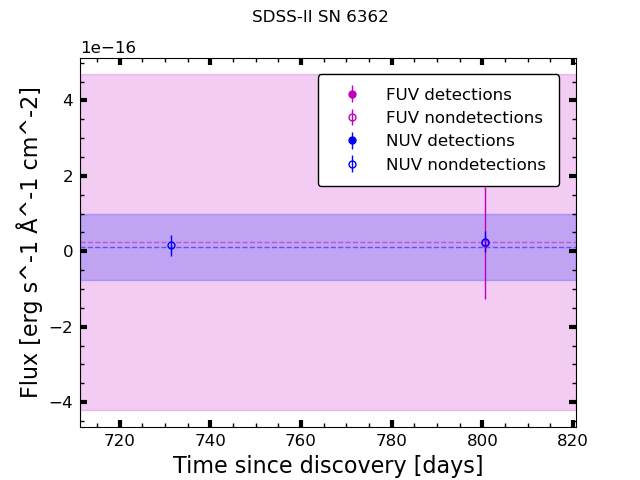 SDSS-II SN 6362
1e−16
FUV detections
FUV nondetections
NUV detections
NUV nondetections
4
2
0
−2
−4
Flux [erg s^-1 Å^-1 cm^-2]
720
740
760
780
800
820
Time since discovery [days]